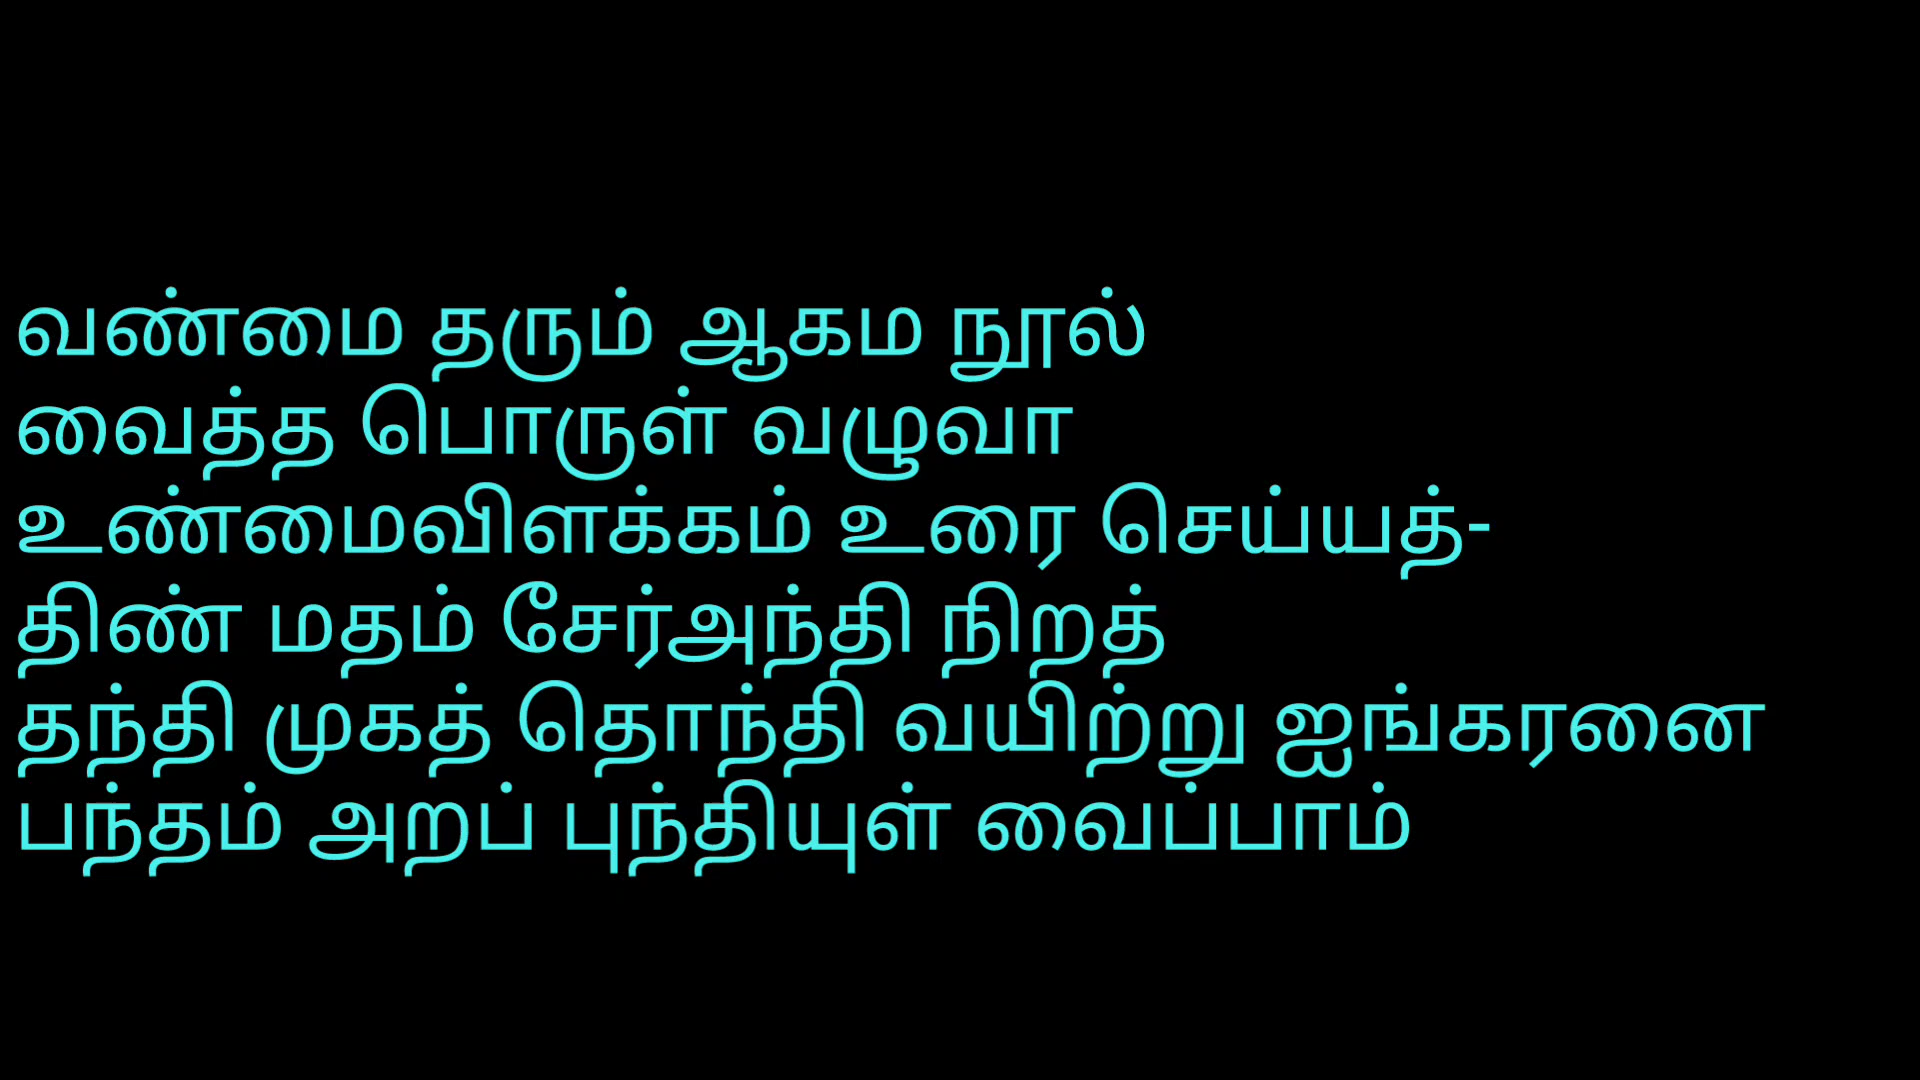 வண்மை தரும் ஆகம நூல்
வைத்த பொருள் வழுவா
உண்மைவிளக்கம் உரை செய்யத்-
திண் மதம் சேர்அந்தி நிறத்
தந்தி முகத் தொந்தி வயிற்று ஐங்கரனை
பந்தம் அறப் புந்தியுள் வைப்பாம்